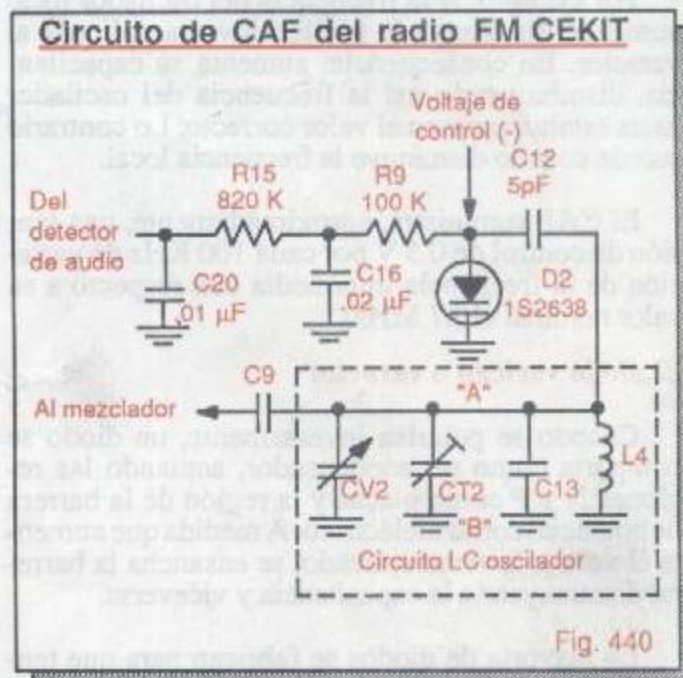 Circuito de CAF del radio FM CEKIT
Voltaje de
control (-)
C12
5pF
R15
820 K
R9
100 K
Del
detector
de audio
C20
.01 µF
C16
.02 µF
D2
1S2638
C9
"A"
Al mezclador
L4
CV2
CT2
C13
"B"
Circuito LC oscilador
Fig. 440